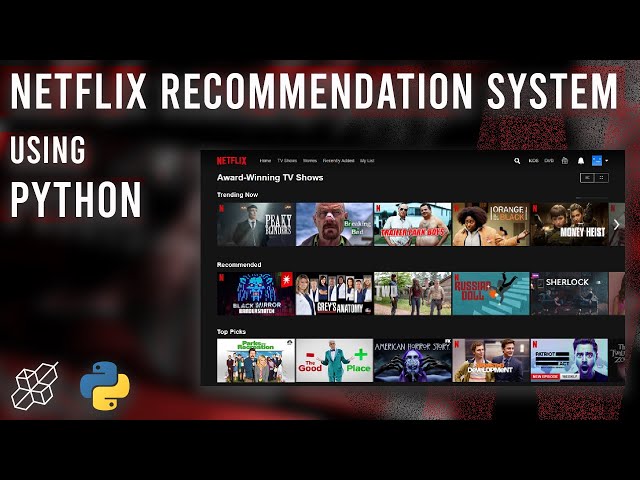 NETFLIX RECOMMENDATION SYSTEM
USING
PYTHON
NETFLIX Home TV Shows Movies Recently Added My List KIDS DVD
Award-Winning TV Shows
Trending Now
PEAKY BLINDERS
Breaking Bad
TRAILER PARK BOYS
ORANGE IS THE NEW BLACK
MONEY HEIST
Recommended
BLACK MIRROR
BANDERSNATCH
GREY'S ANATOMY
RUSSIAN DOLL
BBC
SHERLOCK
Top Picks
Parks and Recreation
The Good Place
AMERICAN HORROR STORY
FX
DEVELOPMENT
NEW EPISODE WEEKLY